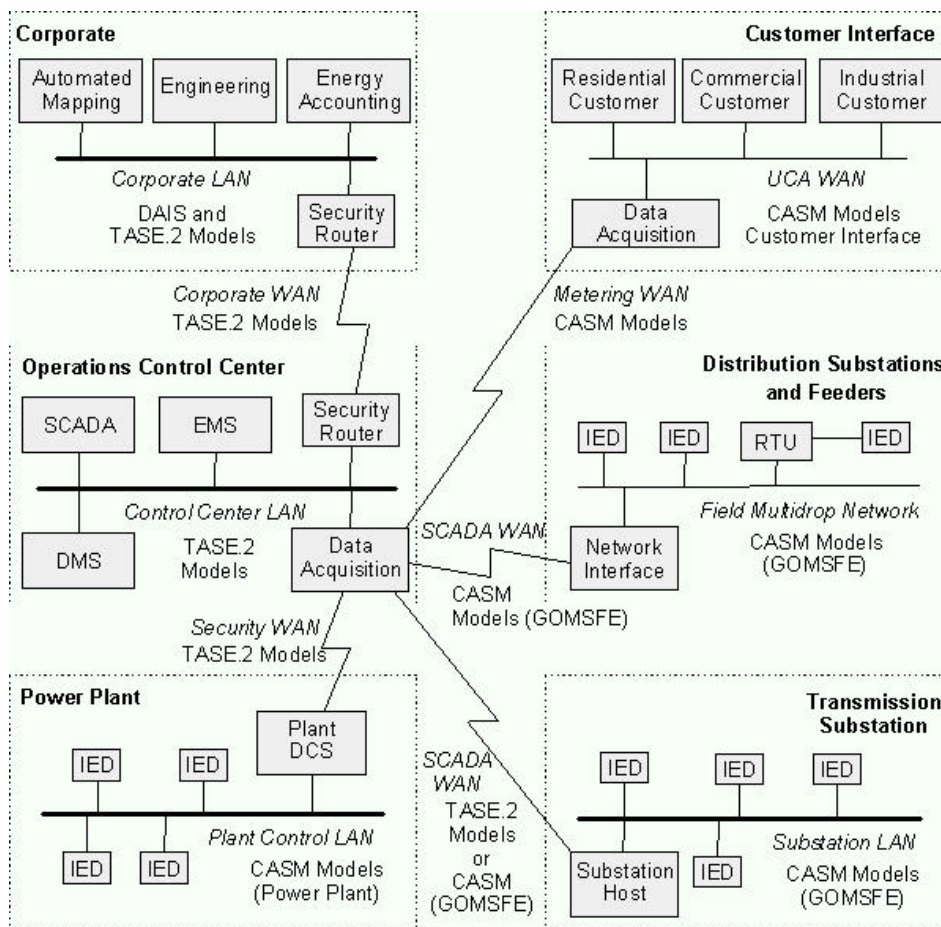 Corporate
Automated
Mapping
Engineering
Energy
Accounting
Corporate LAN
DAIS and
TASE.2 Models
Security
Router
Customer Interface
Residential
Customer
Commercial
Customer
Industrial
Customer
UCA WAN
Data
Acquisition
CASM Models
Customer Interface
Corporate WAN
TASE.2 Models
Metering WAN
CASM Models
Operations Control Center
SCADA
EMS
Security
Router
Control Center LAN
DMS
TASE.2
Models
Data
Acquisition
SCADA WAN
CASM
Models (GOMSFE)
Distribution Substations
and Feeders
IED
IED
RTU
IED
Field Multidrop Network
Network
Interface
CASM Models
(GOMSFE)
Security WAN
TASE.2 Models
Power Plant
Plant
DCS
IED
IED
Plant Control LAN
IED
IED
CASM Models
(Power Plant)
SCADA
WAN
TASE.2
Models
or
CASM
(GOMSFE)
Transmission
Substation
IED
IED
IED
Substation LAN
Substation
Host
IED
CASM Models
(GOMSFE)